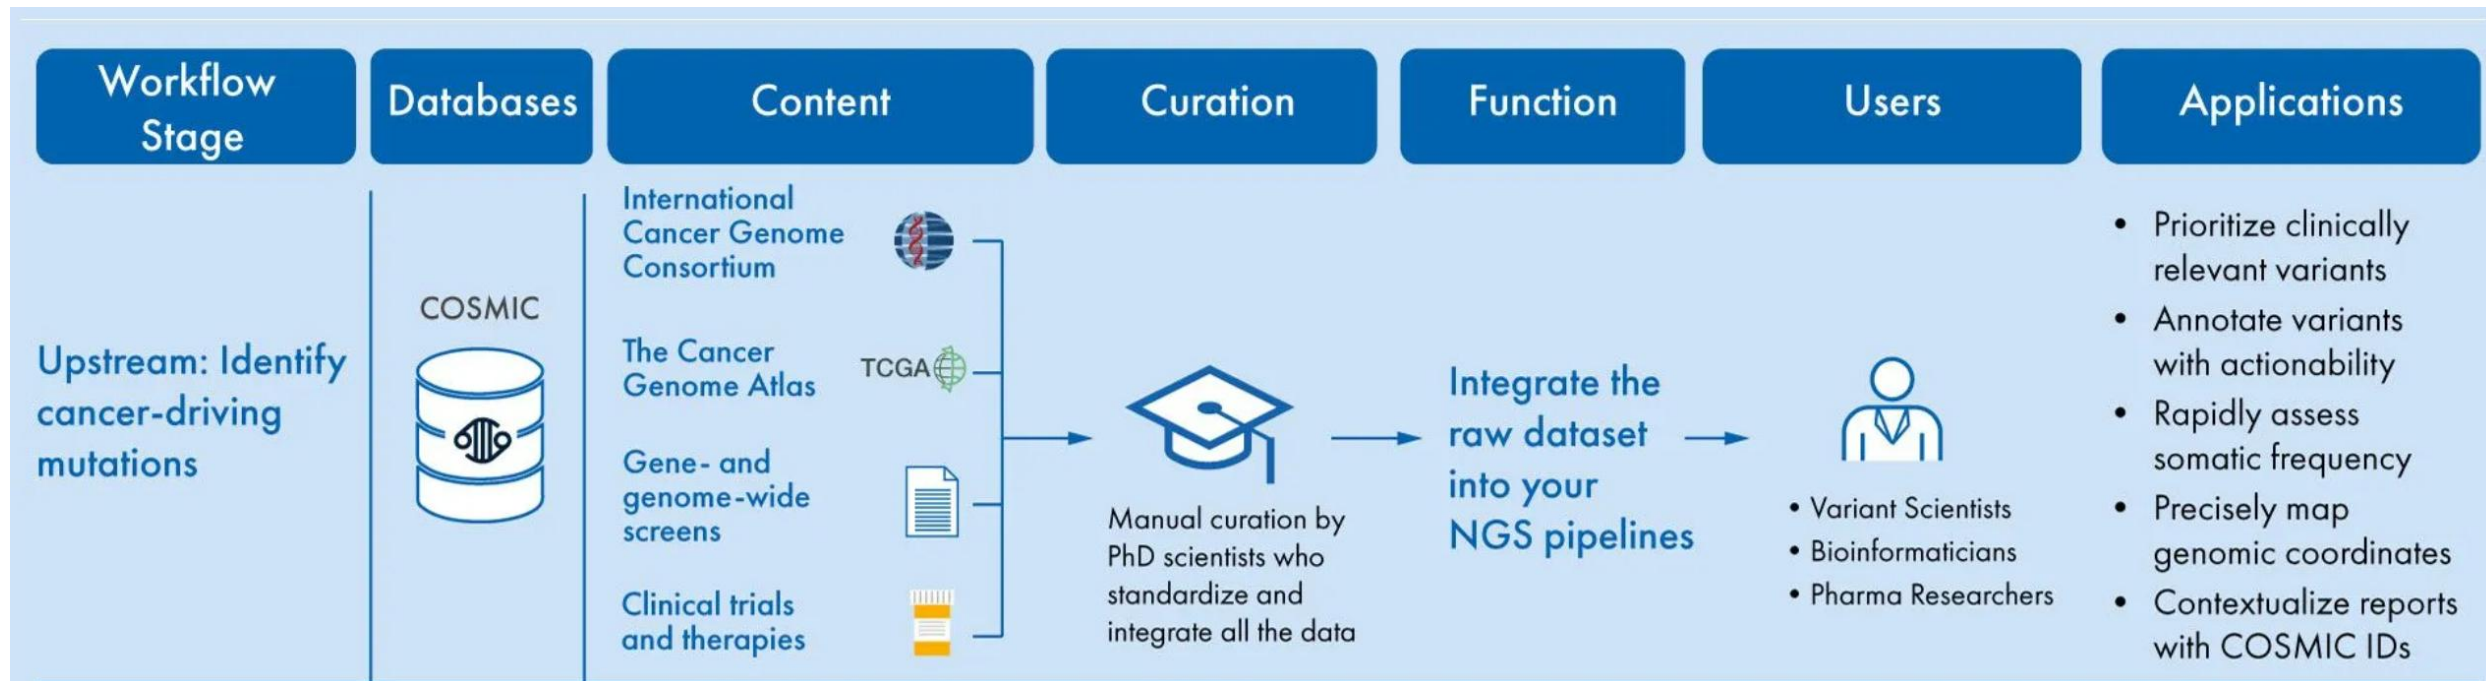 Workflow
Stage
Databases
Content
Curation
Function
Users
Applications
Upstream: Identify
cancer-driving
mutations
COSMIC
International
Cancer Genome
Consortium
The Cancer
Genome Atlas
TCGA
Gene- and
genome-wide
screens
Clinical trials
and therapies
Manual curation by
PhD scientists who
standardize and
integrate all the data
Integrate the
raw dataset
into your
NGS pipelines
• Variant Scientists
• Bioinformaticians
• Pharma Researchers
• Prioritize clinically
relevant variants
• Annotate variants
with actionability
• Rapidly assess
somatic frequency
• Precisely map
genomic coordinates
• Contextualize reports
with COSMIC IDs